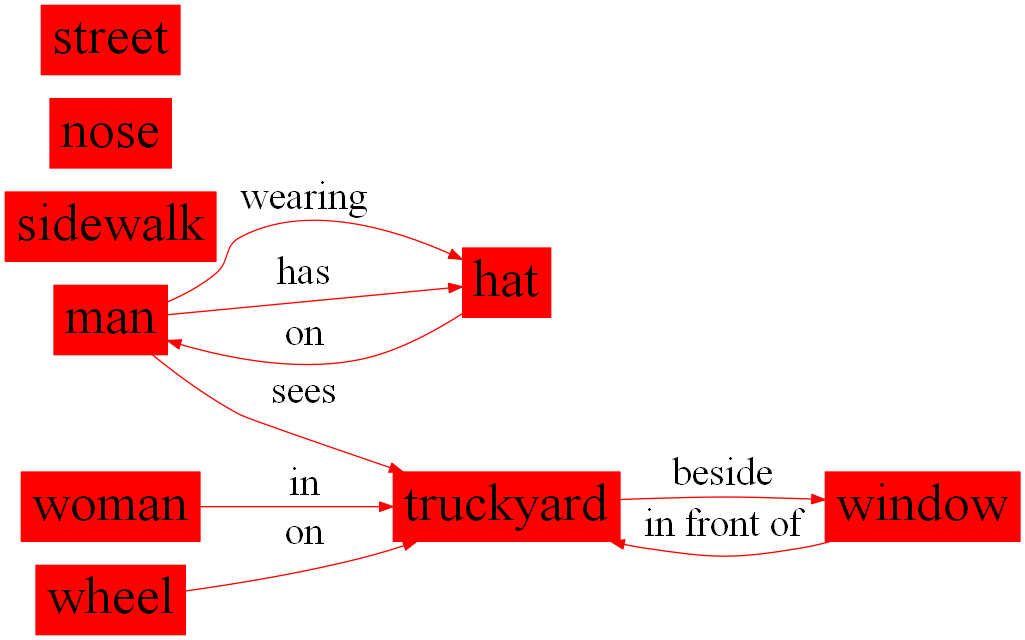 street
nose
sidewalk
wearing
man
has
hat
on
sees
woman
in
truckyard
beside
window
in front of
on
wheel